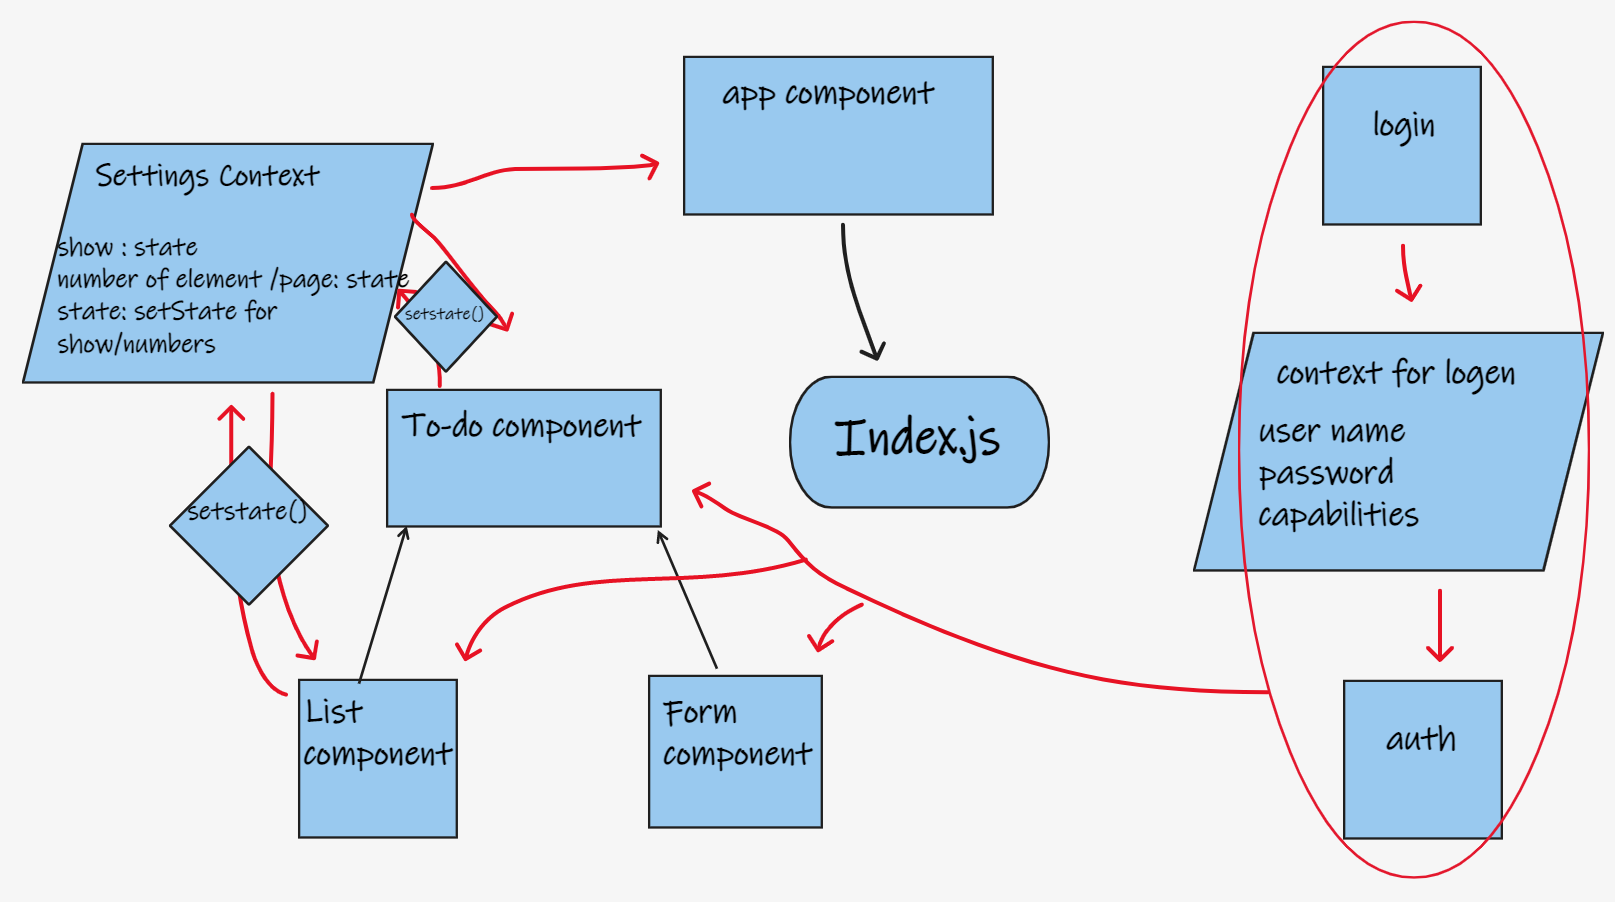 app component
login
Settings Context
show : state
number of element /page: state
state: setState for
show/numbers
setstate()
context for logen
user name
password
capabilities
To-do component
Index.js
setstate()
List
component
Form
component
auth